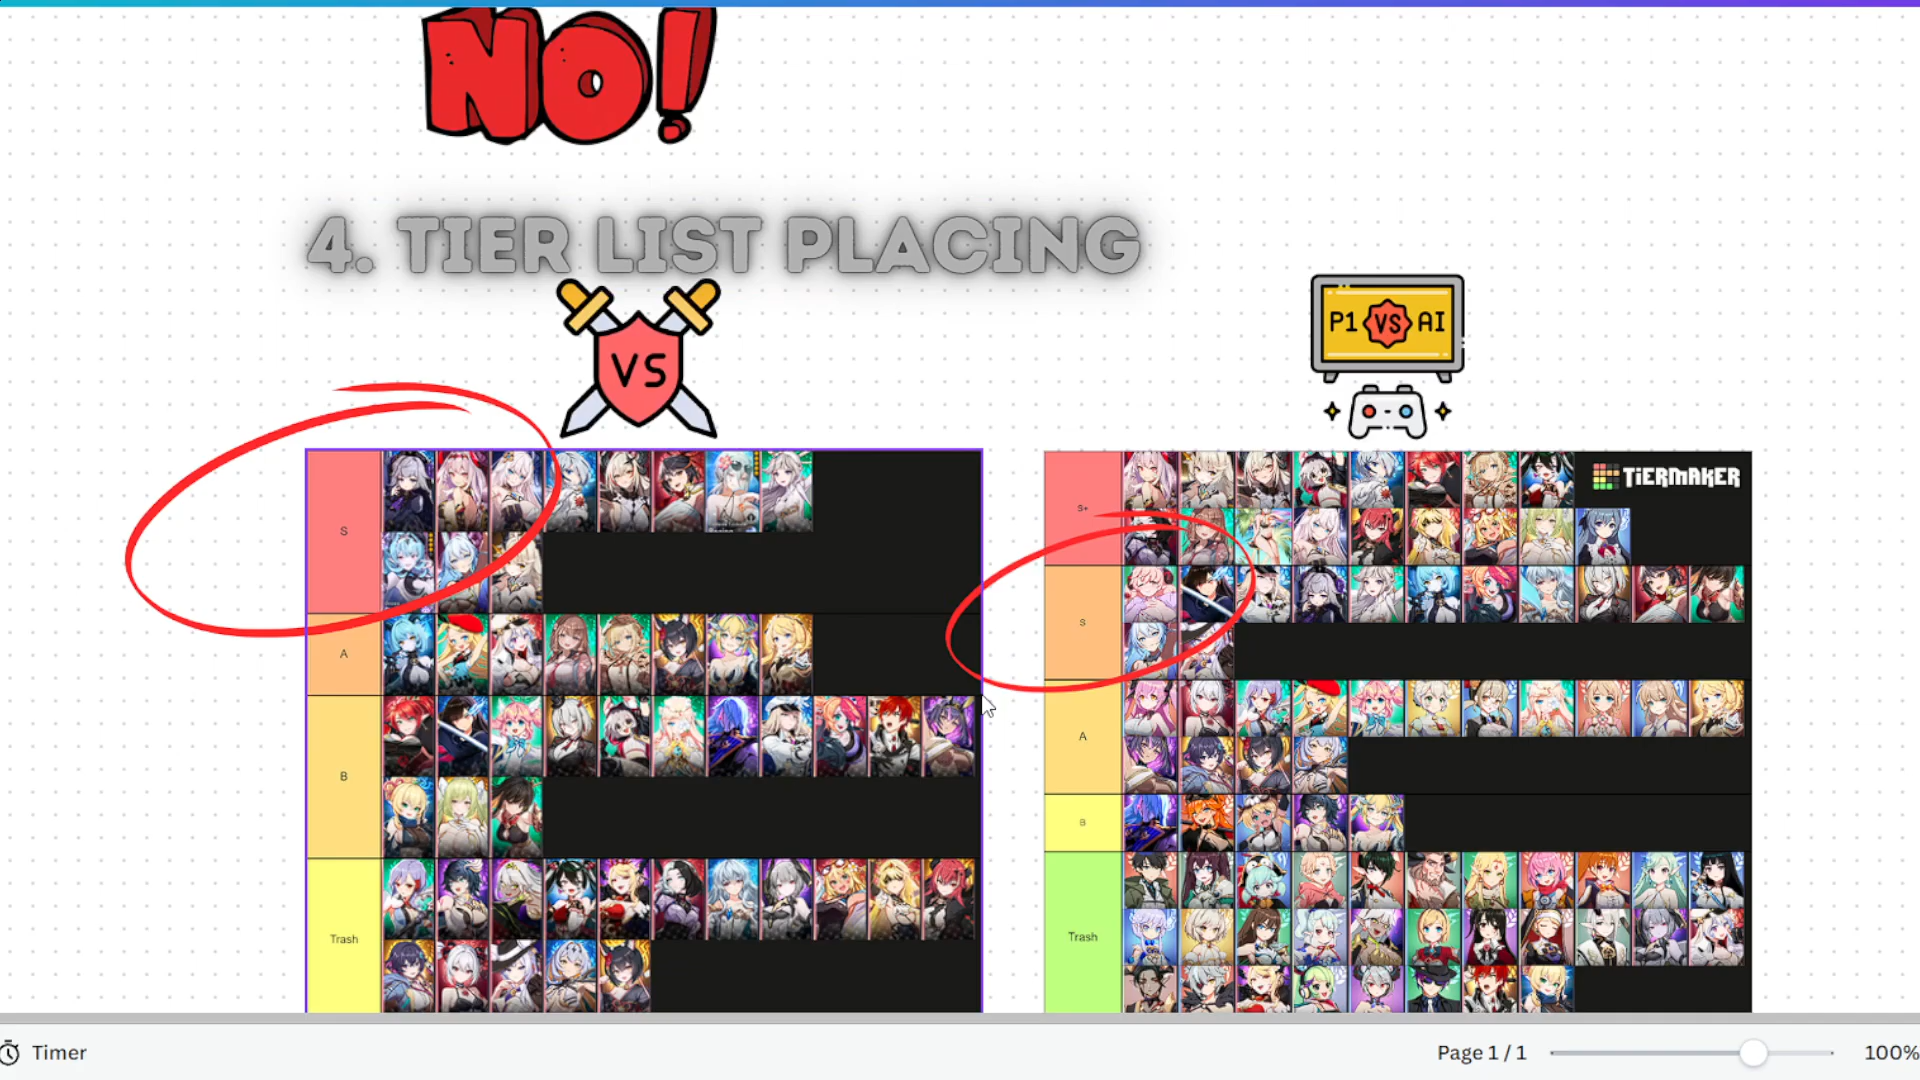 NO!
4. TIER LIST PLACING
VS
P1 VS AI
S
A
B
Trash
TIERMAKER
S+
S
A
B
Trash
Timer
Page 1 / 1
100%